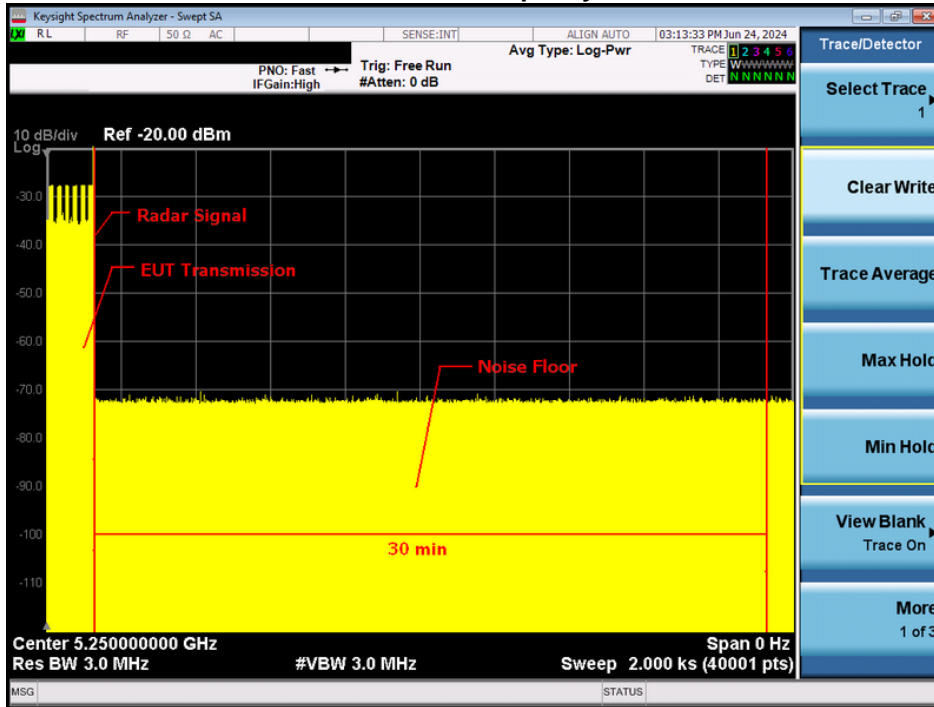 Keysight Spectrum Analyzer - Swept SA
LXI RL RF 50 Ω AC SENSE:INT ALIGN AUTO 03:13:33 PM Jun 24, 2024
Avg Type: Log-Pwr
TRACE 1 2 3 4 5 6
TYPE WWWWWW
DET N N N N N N
PNO: Fast
IFGain:High
Trig: Free Run
#Atten: 0 dB
10 dB/div
Log
Ref -20.00 dBm
-30.0
-40.0
-50.0
-60.0
-70.0
-80.0
-90.0
-100
-110
Radar Signal
EUT Transmission
Noise Floor
30 min
Center 5.250000000 GHz
Span 0 Hz
Res BW 3.0 MHz
#VBW 3.0 MHz
Sweep 2.000 ks (40001 pts)
MSG
STATUS
Trace/Detector
Select Trace
1
Clear Write
Trace Average
Max Hold
Min Hold
View Blank
Trace On
More
1 of 3